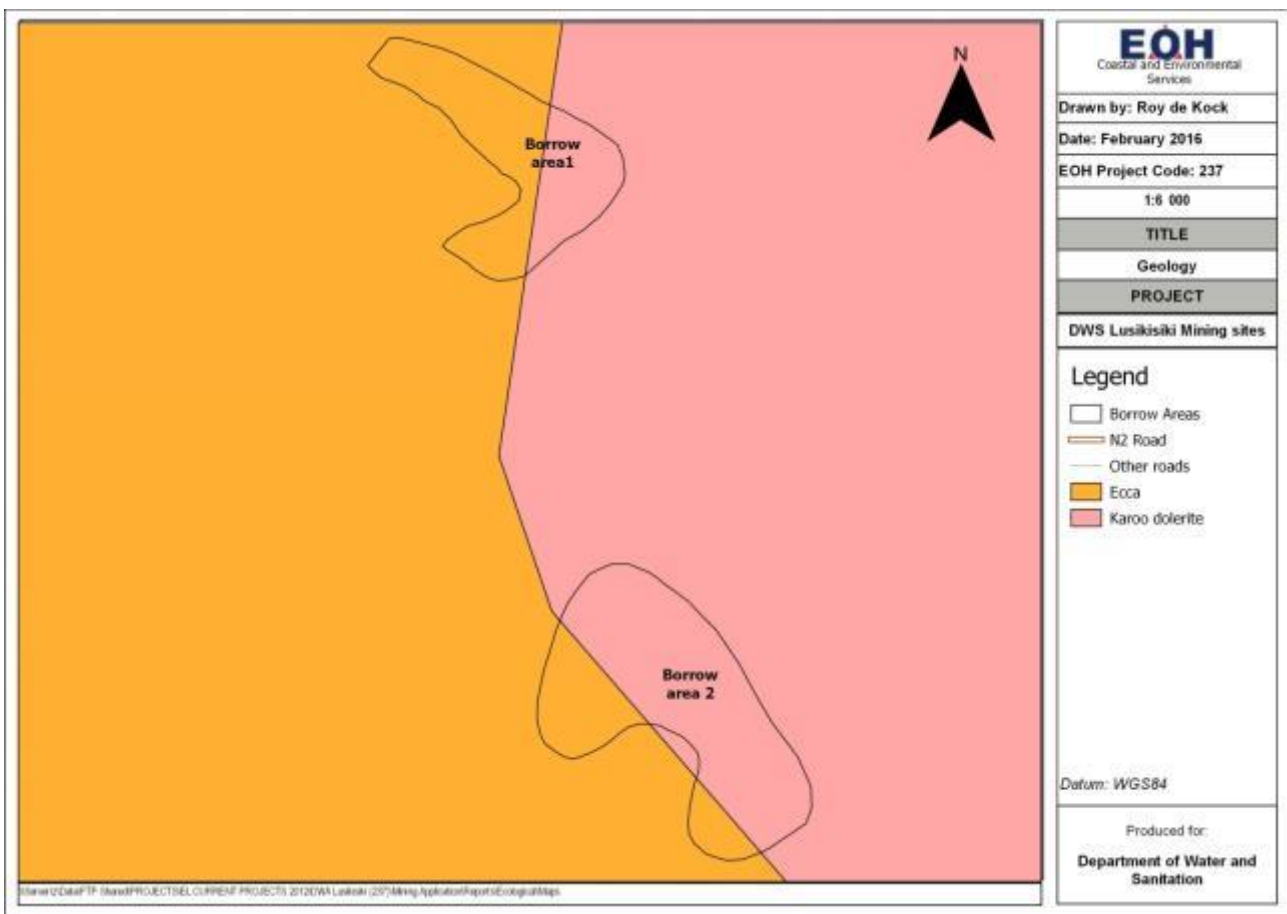 N
Borrow
area1
Borrow
area 2
EOH
Coastal and Environmental
Services
Drawn by: Roy de Kock
Date: February 2016
EOH Project Code: 237
1:6 000
TITLE
Geology
PROJECT
DWS Lusikisiki Mining sites
Legend
Borrow Areas
N2 Road
Other roads
Ecca
Karoo dolerite
Datum: WGS84
Produced for:
Department of Water and
Sanitation